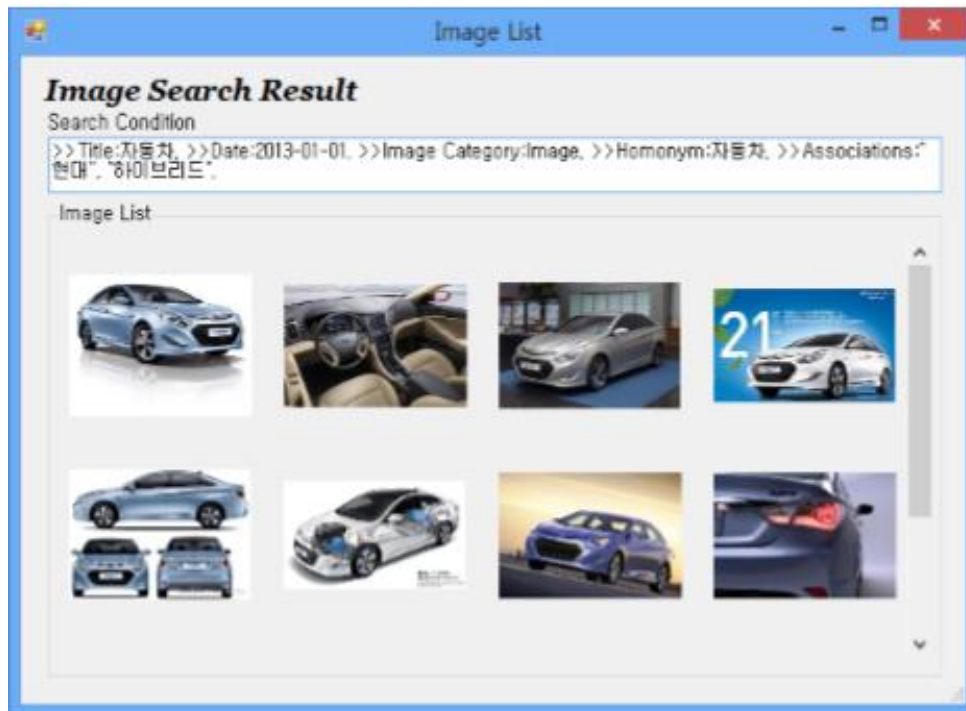 Image List
Image Search Result
Search Condition
>>Title:자동차, >>Date:2013-01-01, >>Image Category:Image, >>Homonym:자동차, >>Associations:"
현대", "하이브리드",
Image List
21